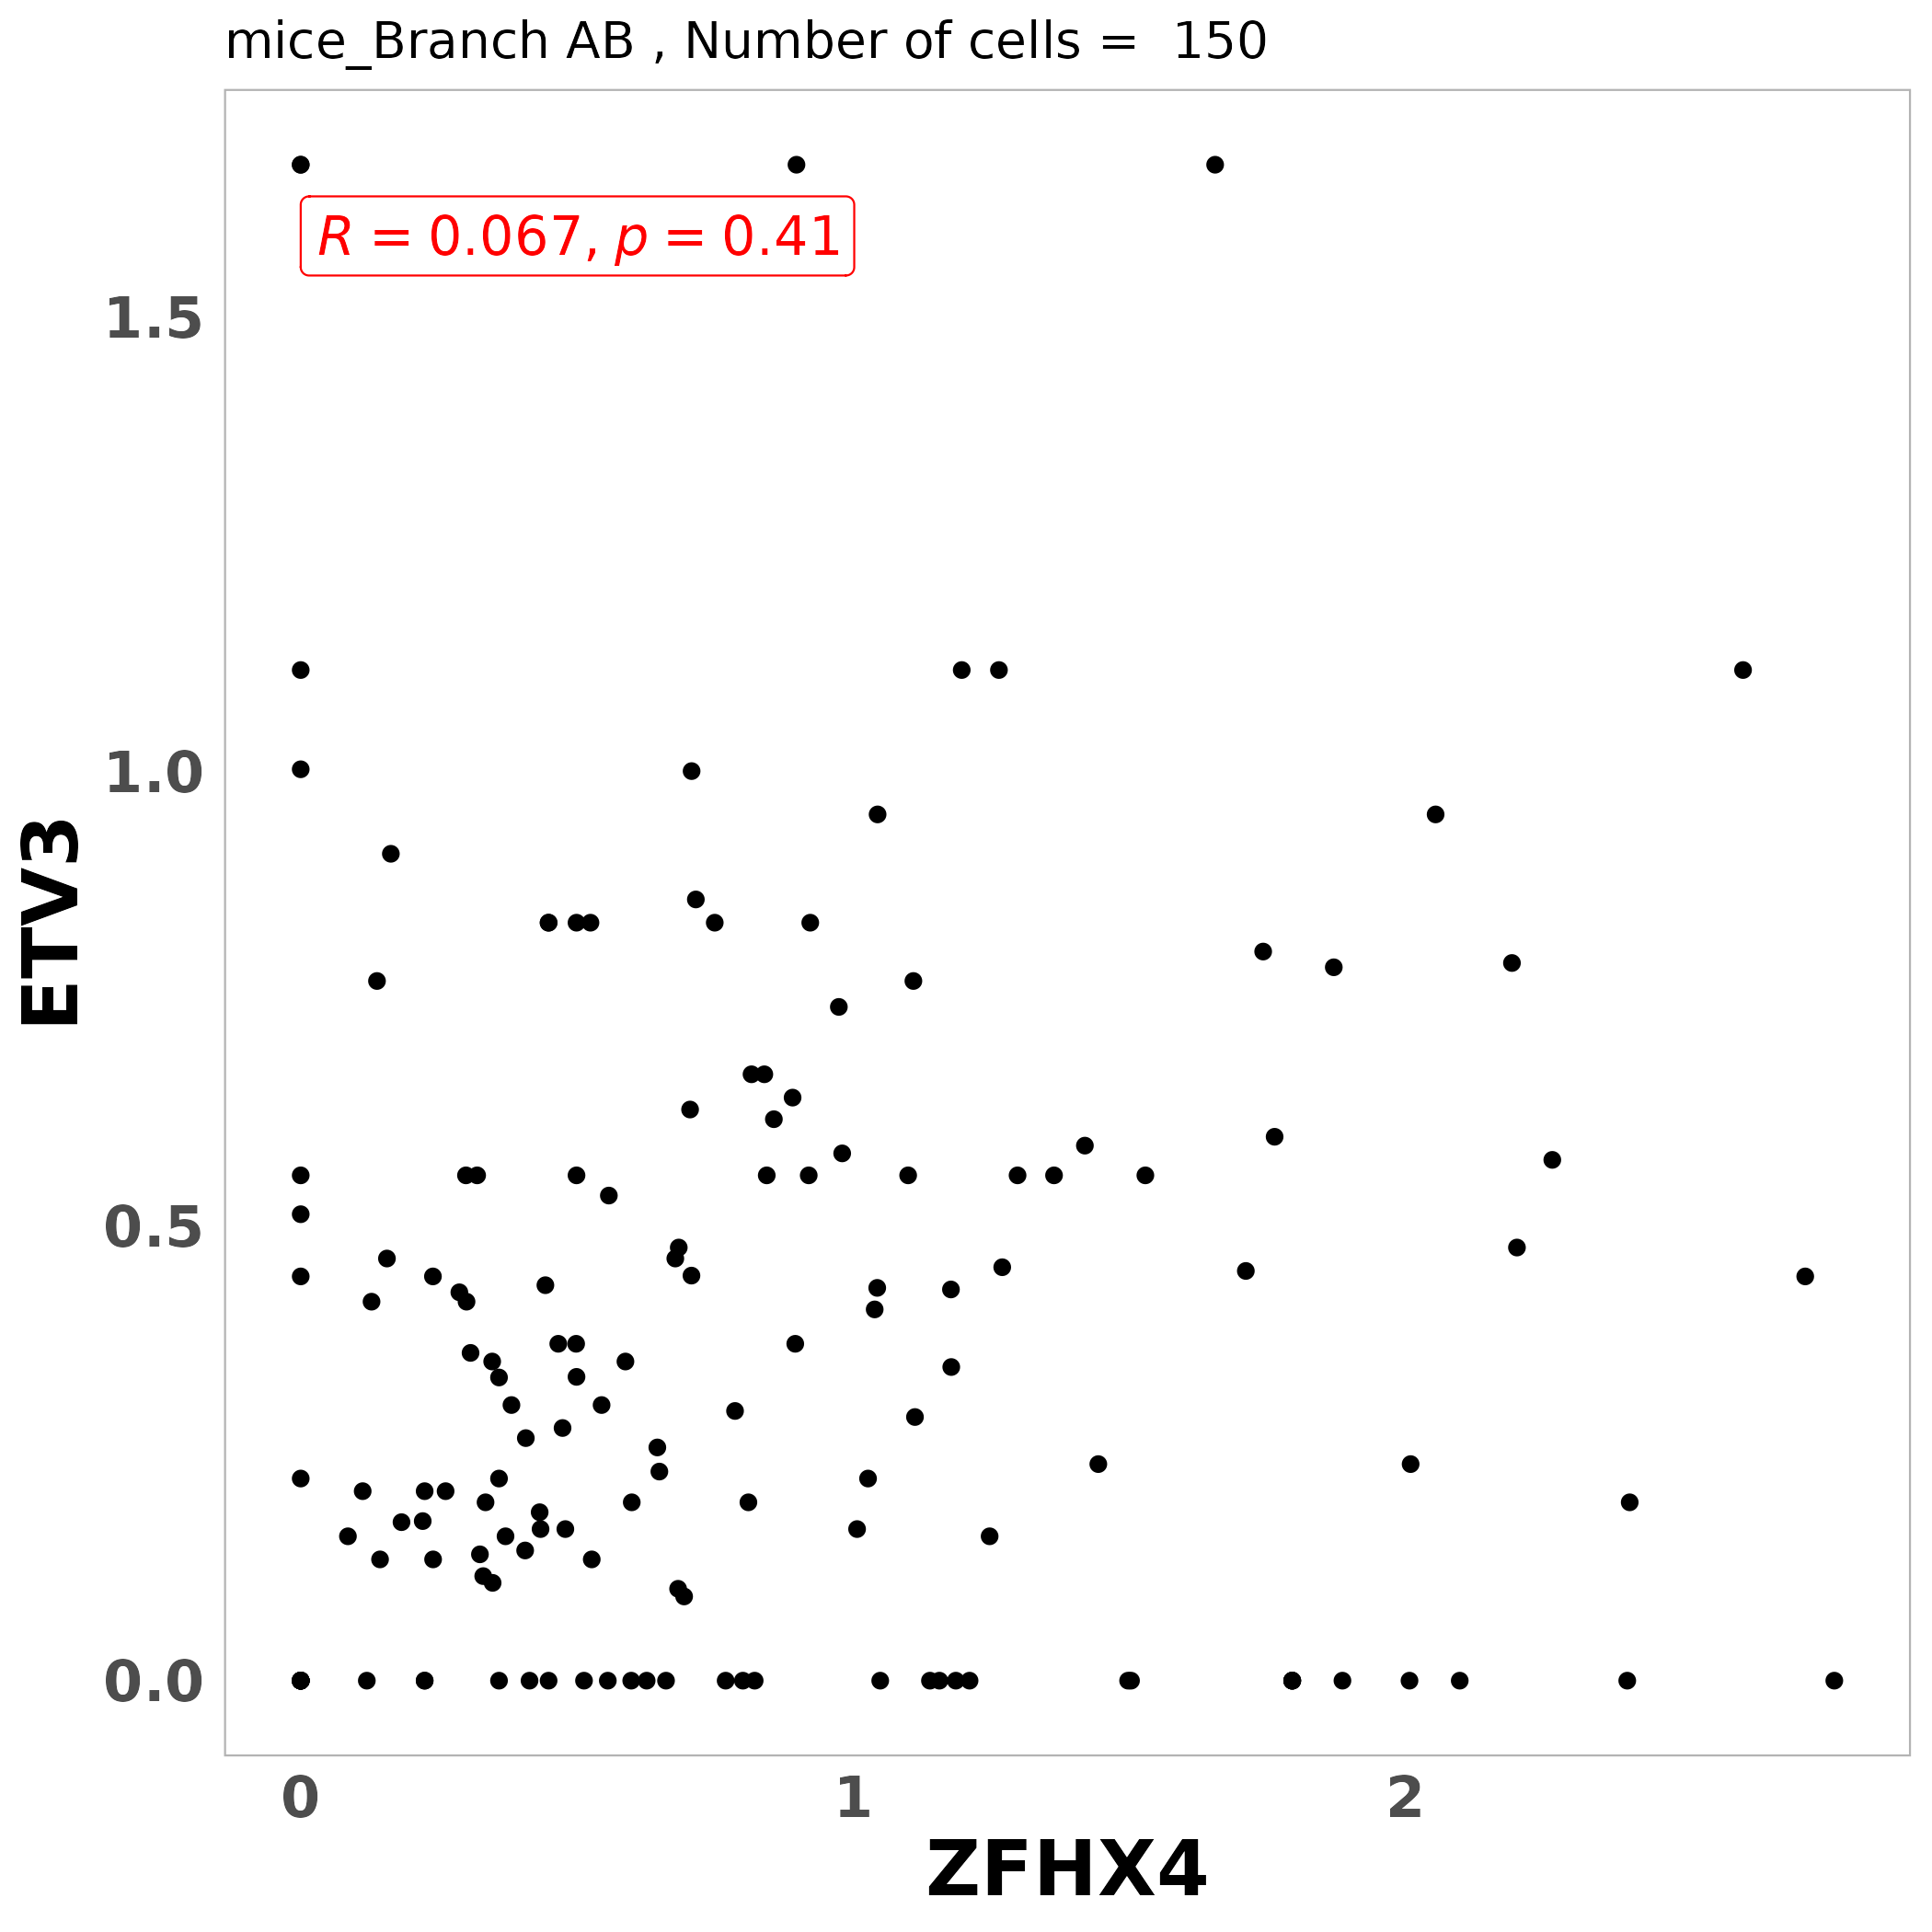 mice_Branch AB , Number of cells =  150
R = 0.067, p = 0.41
1.5
1.0
0.5
0.0
ETV3
0 1 2
ZFHX4